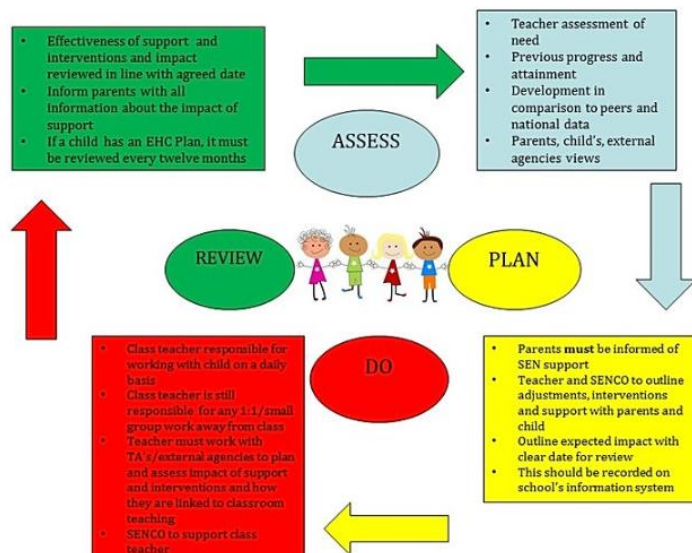 • Effectiveness of support and
interventions and impact
reviewed in line with agreed date
• Inform parents with all
information about the impact of
support
• If a child has an EHC Plan, it must
be reviewed every twelve months
• Teacher assessment of
need
• Previous progress and
attainment
• Development in
comparison to peers and
national data
• Parents, child's, external
agencies views
ASSESS
REVIEW
PLAN
DO
• Class teacher responsible for
working with child on a daily
basis
• Class teacher is still
responsible for any 1:1/small
group work away from class
• Teacher must work with
TA's/external agencies to plan
and assess impact of support
and interventions and how
they are linked to classroom
teaching
• SENCO to support class
teacher
• Parents must be informed of
SEN support
• Teacher and SENCO to outline
adjustments, interventions
and support with parents and
child
• Outline expected impact with
clear date for review
• This should be recorded on
school's information system